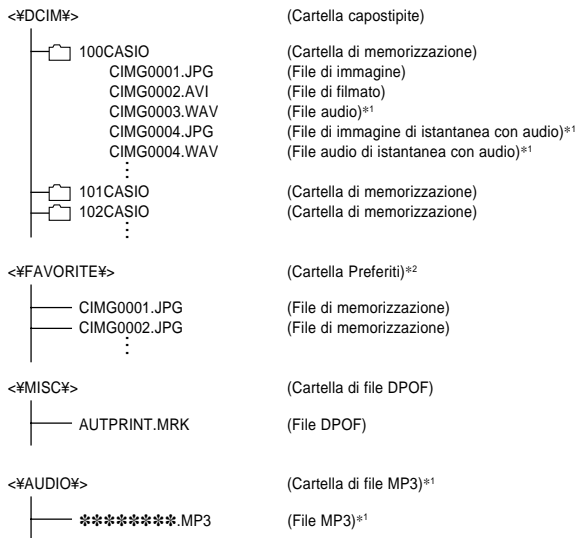 <¥DCIM¥> (Cartella capostipite)
100CASIO (Cartella di memorizzazione)
CIMG0001.JPG (File di immagine)
CIMG0002.AVI (File di filmato)
CIMG0003.WAV (File audio)*1
CIMG0004.JPG (File di immagine di istantanea con audio)*1
CIMG0004.WAV (File audio di istantanea con audio)*1
101CASIO (Cartella di memorizzazione)
102CASIO (Cartella di memorizzazione)
<¥FAVORITE¥> (Cartella Preferiti)*2
CIMG0001.JPG (File di memorizzazione)
CIMG0002.JPG (File di memorizzazione)
<¥MISC¥> (Cartella di file DPOF)
AUTPRINT.MRK (File DPOF)
<¥AUDIO¥> (Cartella di file MP3)*1
✽✽✽✽✽✽✽✽.MP3 (File MP3)*1